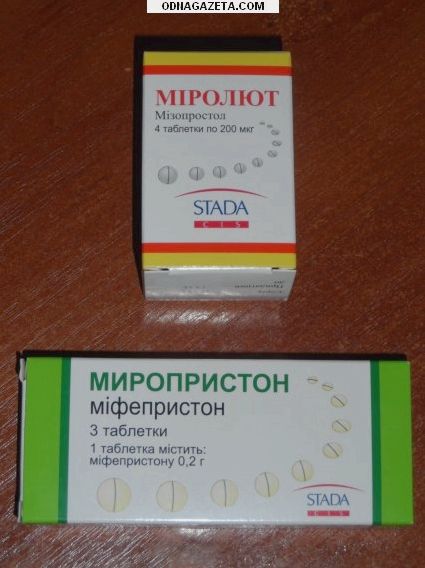 ODNAGAZETA.COM
МІРОЛЮТ
Мізопростол
4 таблетки по 200 мкг
STADA
CIS
МИРОПРИСТОН
міфепристон
3 таблетки
1 таблетка містить:
міфепристону 0,2 г
STADA
CIS